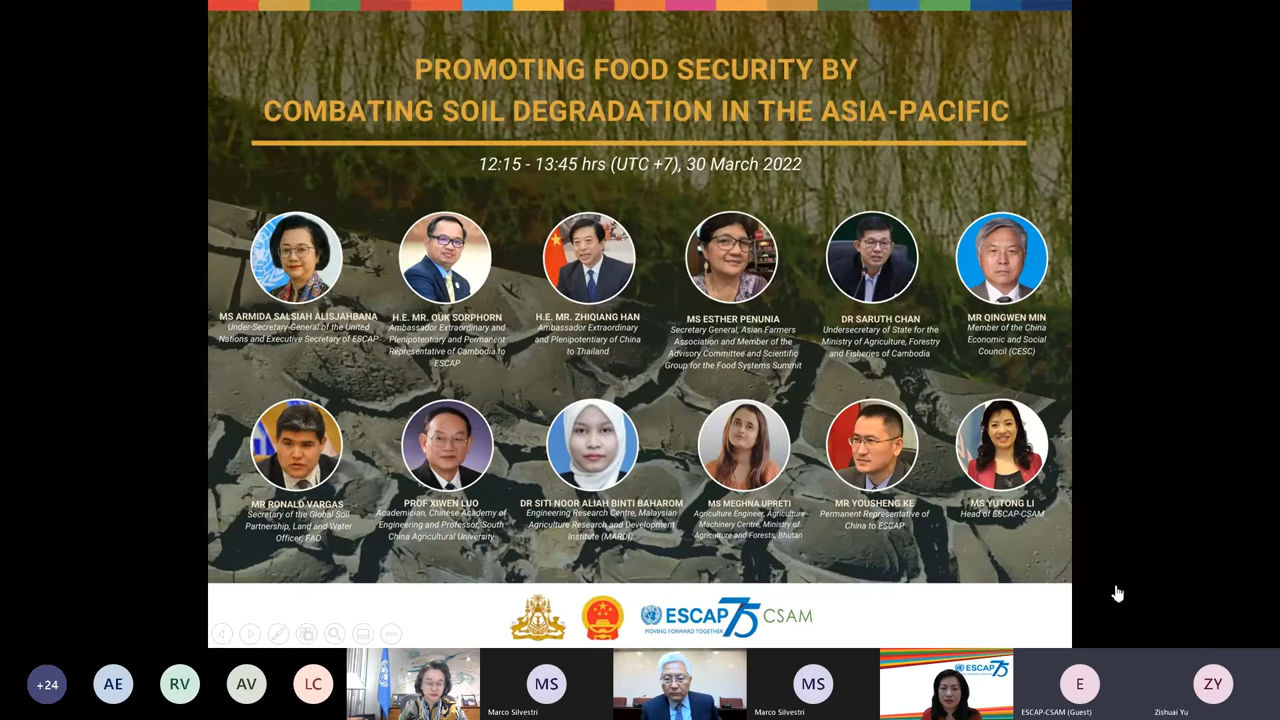 PROMOTING FOOD SECURITY BY
COMBATING SOIL DEGRADATION IN THE ASIA-PACIFIC
12:15 - 13:45 hrs (UTC +7), 30 March 2022
MS ARMIDA SALSIAH ALISJAHBANA
Under-Secretary-General of the United
Nations and Executive Secretary of ESCAP
H.E. MR. OUK SORPHORN
Ambassador Extraordinary and
Plenipotentiary and Permanent
Representative of Cambodia to
ESCAP
H.E. MR. ZHIQIANG HAN
Ambassador Extraordinary
and Plenipotentiary of China
to Thailand
MS ESTHER PENUNIA
Secretary General, Asian Farmers
Association and Member of the
Advisory Committee and Scientific
Group for the Food Systems Summit
DR SARUTH CHAN
Undersecretary of State for the
Ministry of Agriculture, Forestry
and Fisheries of Cambodia
MR QINGWEN MIN
Member of the China
Economic and Social
Council (CESC)
MR RONALD VARGAS
Secretary of the Global Soil
Partnership, Land and Water
Officer, FAO
PROF XIWEN LUO
Academician, Chinese Academy of
Engineering and Professor, South
China Agricultural University
DR SITI NOOR ALIAH BINTI BAHAROM
Engineering Research Centre, Malaysian
Agriculture Research and Development
Institute (MARDI)
MS MEGHNA UPRETI
Agriculture Engineer, Agriculture
Machinery Centre, Ministry of
Agriculture and Forests, Bhutan
MR YOUSHENG KE
Permanent Representative of
China to ESCAP
MS YUTONG LI
Head of ESCAP-CSAM
ESCAP 75 CSAM
MOVING FORWARD TOGETHER
+24
AE
RV
AV
LC
MS
Marco Silvestri
MS
Marco Silvestri
ESCAP 75
E
ESCAP-CSAM (Guest)
ZY
Zishuai Yu